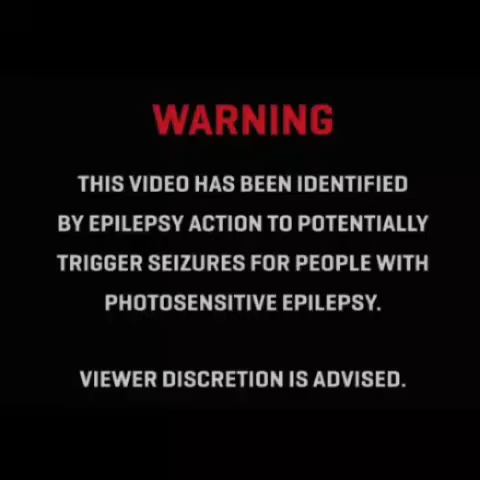 WARNING
THIS VIDEO HAS BEEN IDENTIFIED
BY EPILEPSY ACTION TO POTENTIALLY
TRIGGER SEIZURES FOR PEOPLE WITH
PHOTOSENSITIVE EPILEPSY.
VIEWER DISCRETION IS ADVISED.